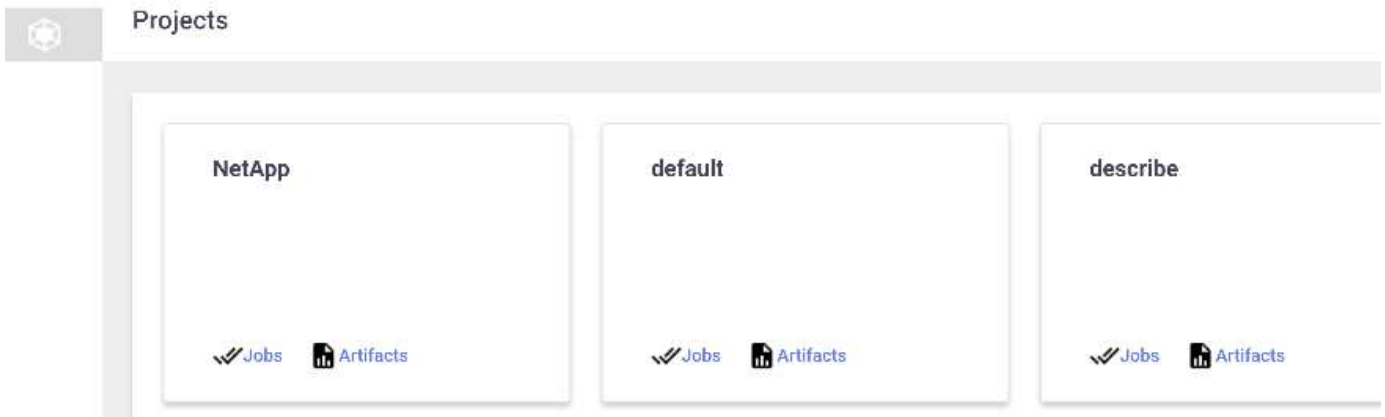 Projects
NetApp
default
describe
Jobs Artifacts
Jobs Artifacts
Jobs Artifacts